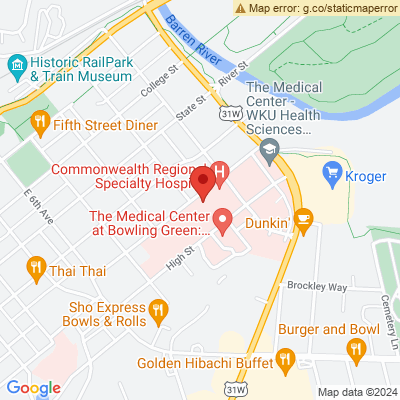 Map error: g.co/staticmaperror
Barren River
Historic RailPark
& Train Museum
College St
River St
State St
31W
The Medical
Center -
WKU Health
Sciences...
Fifth Street Diner
Commonwealth Regional
Specialty Hospital
H
Kroger
E 6th Ave
The Medical Center
at Bowling Green:...
Dunkin'
High St
Thai Thai
Brockley Way
Cemetery Ln
Sho Express
Bowls & Rolls
Burger and Bowl
Golden Hibachi Buffet
31W
Google
Map data ©2024